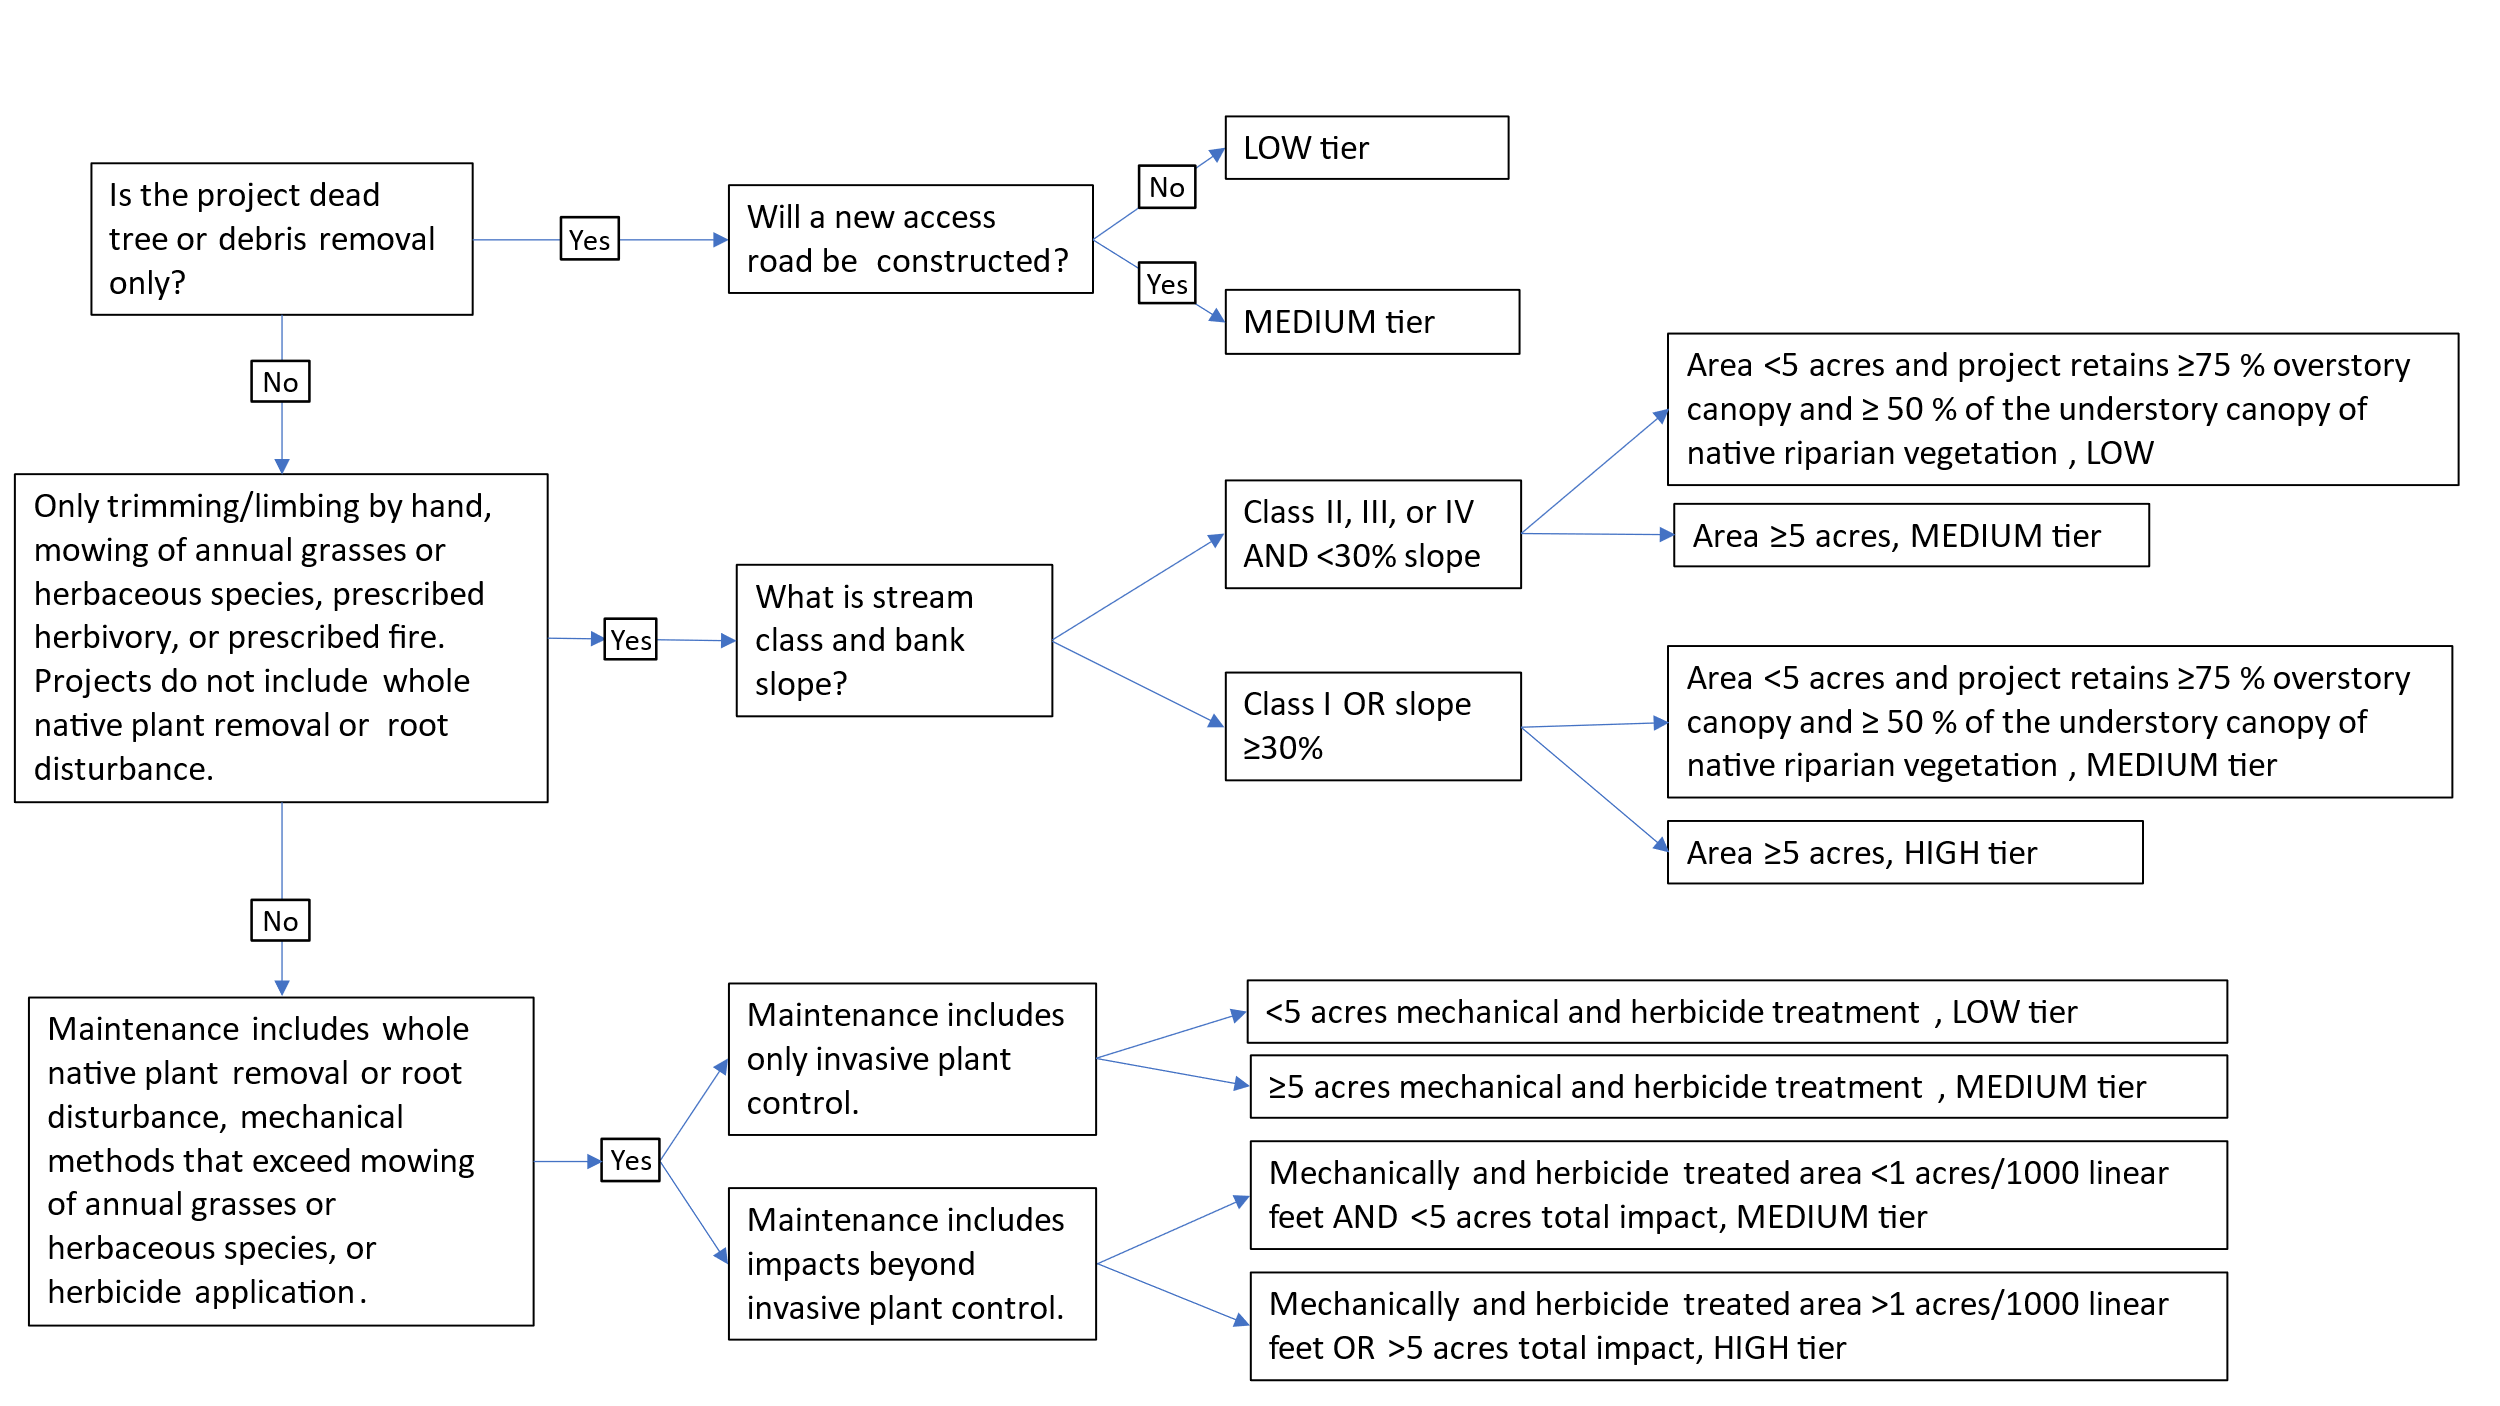 Is the project dead
tree or debris removal
only?
Yes
Will a new access
road be constructed?
No
LOW tier
Yes
MEDIUM tier
No
Only trimming/limbing by hand,
mowing of annual grasses or
herbaceous species, prescribed
herbivory, or prescribed fire.
Projects do not include whole
native plant removal or root
disturbance.
Yes
What is stream
class and bank
slope?
Class II, III, or IV
AND <30% slope
Area <5 acres and project retains ≥75 % overstory
canopy and ≥ 50 % of the understory canopy of
native riparian vegetation , LOW
Area ≥5 acres, MEDIUM tier
Class I OR slope
≥30%
Area <5 acres and project retains ≥75 % overstory
canopy and ≥ 50 % of the understory canopy of
native riparian vegetation , MEDIUM tier
Area ≥5 acres, HIGH tier
No
Maintenance includes whole
native plant removal or root
disturbance, mechanical
methods that exceed mowing
of annual grasses or
herbaceous species, or
herbicide application.
Yes
Maintenance includes
only invasive plant
control.
<5 acres mechanical and herbicide treatment , LOW tier
≥5 acres mechanical and herbicide treatment , MEDIUM tier
Maintenance includes
impacts beyond
invasive plant control.
Mechanically and herbicide treated area <1 acres/1000 linear
feet AND <5 acres total impact, MEDIUM tier
Mechanically and herbicide treated area >1 acres/1000 linear
feet OR >5 acres total impact, HIGH tier